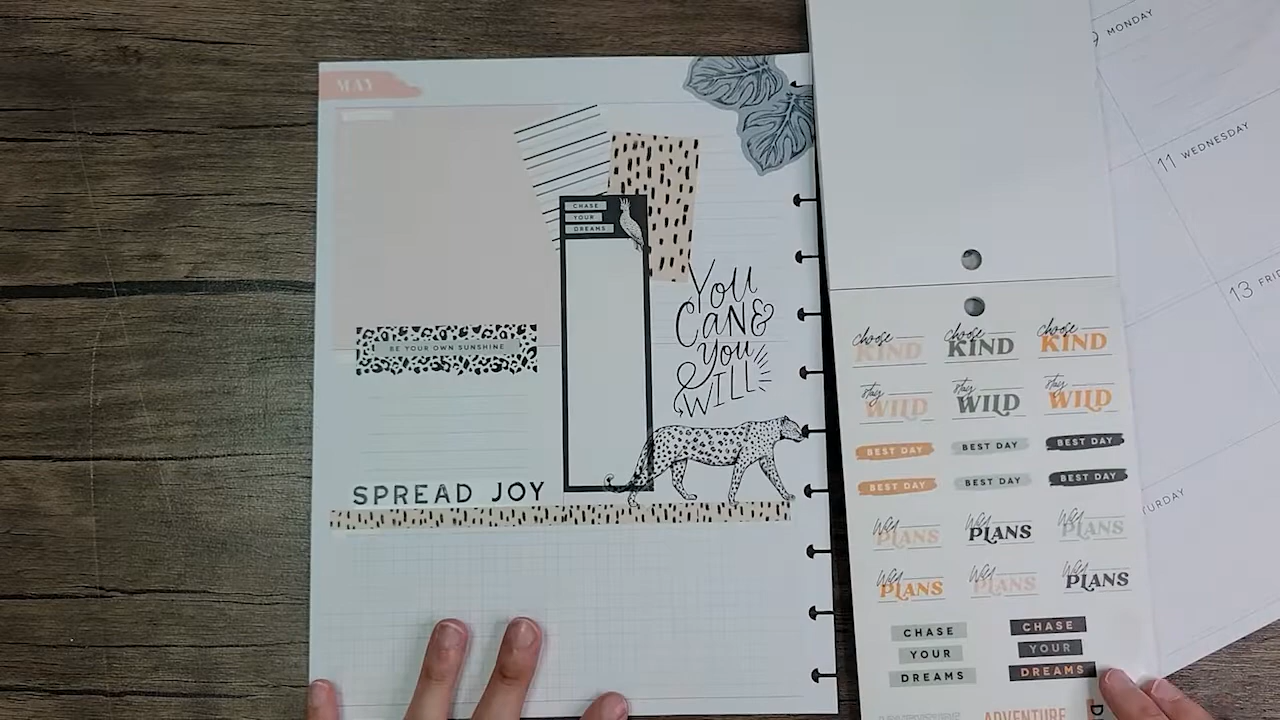 MAY
CHASE
YOUR
DREAMS
YOU
CAN &
YOU
WILL
BE YOUR OWN SUNSHINE
SPREAD JOY
MONDAY
11 WEDNESDAY
13 FRI
TURDAY
choose KIND choose KIND choose KIND
stay WILD stay WILD stay WILD
BEST DAY BEST DAY BEST DAY
BEST DAY BEST DAY BEST DAY
PLANS PLANS PLANS
PLANS PLANS PLANS
CHASE CHASE
YOUR YOUR
DREAMS DREAMS
ADVENTURE